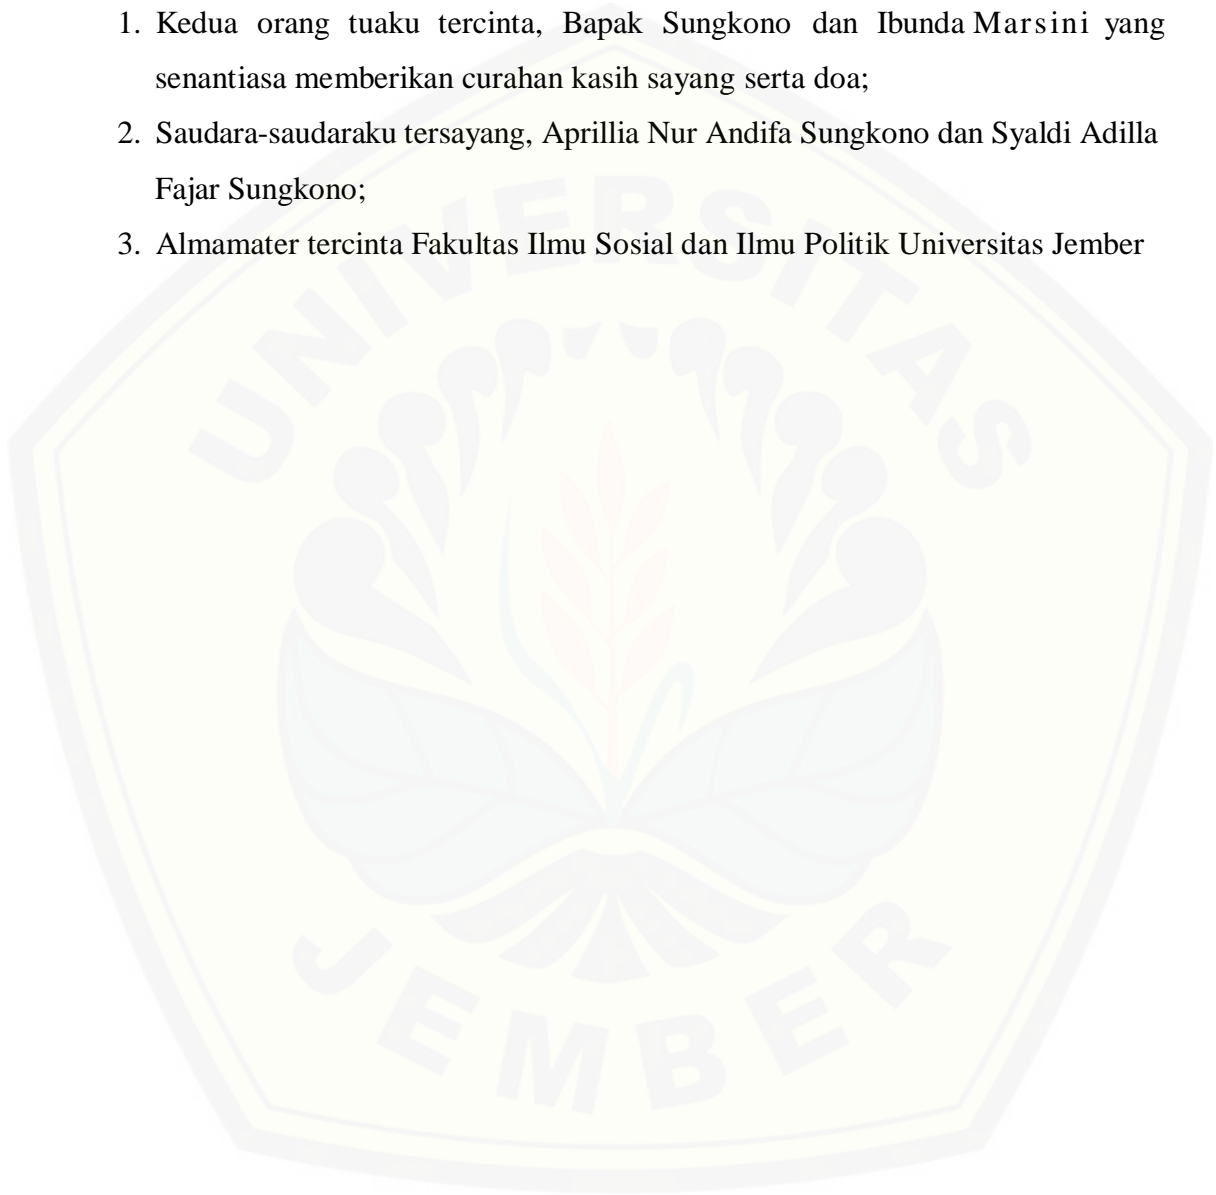 1. Kedua orang tuaku tercinta, Bapak Sungkono dan Ibunda Marsini yang
senantiasa memberikan curahan kasih sayang serta doa;
2. Saudara-saudaraku tersayang, Aprillia Nur Andifa Sungkono dan Syaldi Adilla
Fajar Sungkono;
3. Almamater tercinta Fakultas Ilmu Sosial dan Ilmu Politik Universitas Jember
UNIVERSITAS
JEMBER